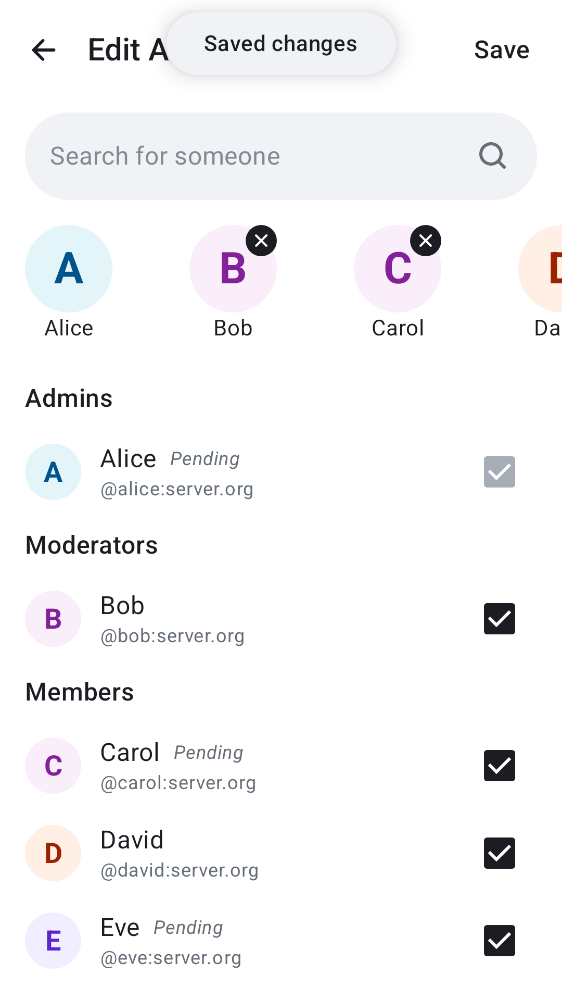 Edit A
Saved changes
Save
Search for someone
A
B
C
D
Alice
Bob
Carol
Da
Admins
A
Alice Pending
@alice:server.org
Moderators
B
Bob
@bob:server.org
Members
C
Carol Pending
@carol:server.org
D
David
@david:server.org
E
Eve Pending
@eve:server.org